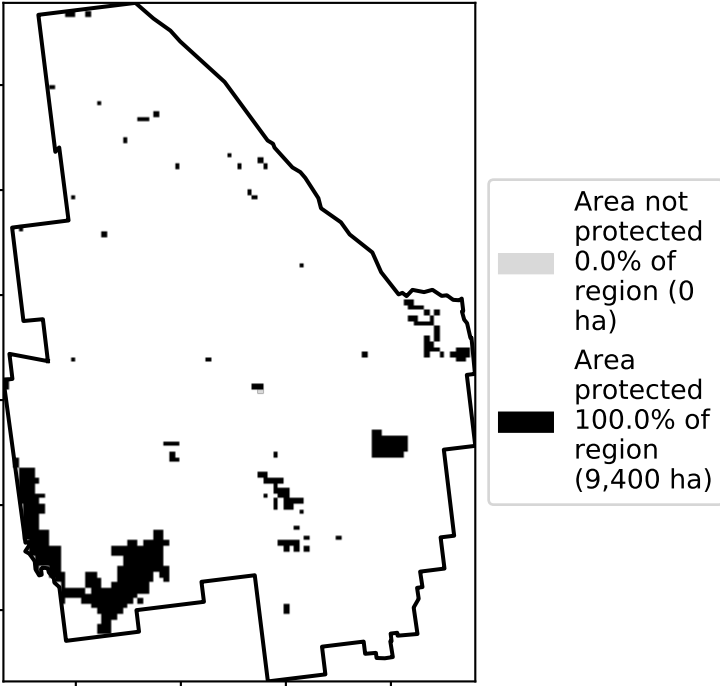 Area not
protected
0.0% of
region (0
ha)
Area
protected
100.0% of
region
(9,400 ha)